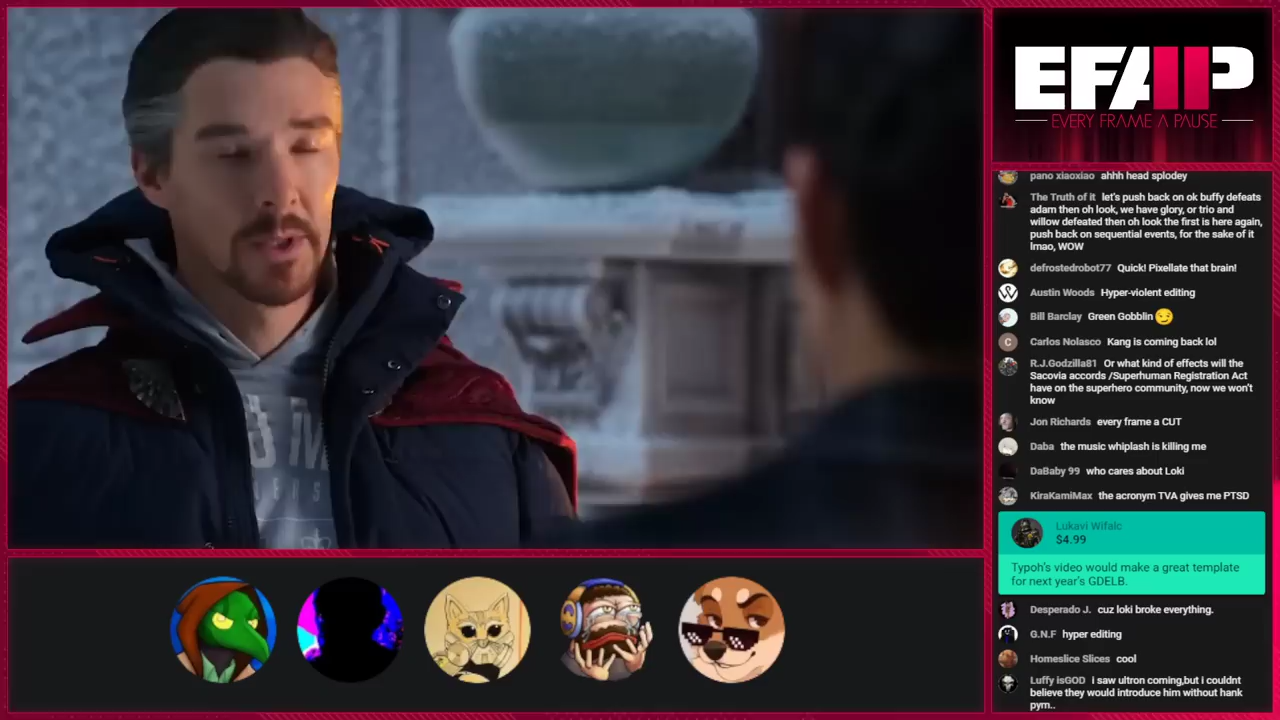 EFAP
EVERY FRAME A PAUSE
pano xiaoxiao ahhh head splodey
The Truth of it let's push back on ok buffy defeats
adam then oh look, we have glory, or trio and
willow defeated then oh look the first is here again,
push back on sequential events, for the sake of it
lmao, WOW
defrostedrobot77 Quick! Pixellate that brain!
Austin Woods Hyper-violent editing
Bill Barclay Green Gobblin 😏
C
Carlos Nolasco Kang is coming back lol
R.J.Godzilla81 Or what kind of effects will the
Sacovia accords /Superhuman Registration Act
have on the superhero community, now we won't
know
Jon Richards every frame a CUT
Daba the music whiplash is killing me
DaBaby 99 who cares about Loki
KiraKamiMax the acronym TVA gives me PTSD
Lukavi Wifalc
$4.99
Typoh's video would make a great template
for next year's GDELB.
Desperado J. cuz loki broke everything.
G.N.F hyper editing
Homeslice Slices cool
Luffy isGOD i saw ultron coming,but i couldnt
believe they would introduce him without hank
pym..